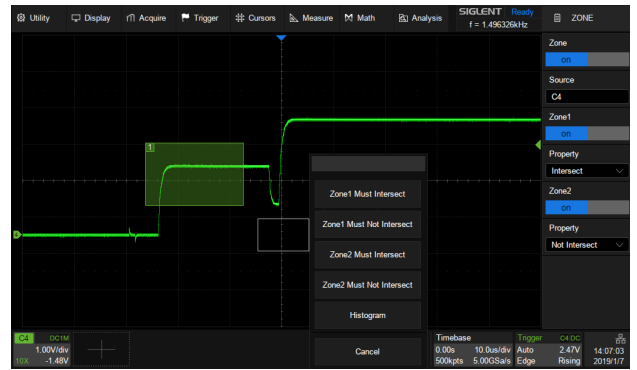 Utility Display Acquire Trigger Cursors Measure Math Analysis
SIGLENT Ready
f = 1.496326kHz
ZONE
Zone
on
Source
C4
Zone1
on
Property
Intersect
Zone2
on
Property
Not Intersect
1
Zone1 Must Intersect
Zone1 Must Not Intersect
Zone2 Must Intersect
Zone2 Must Not Intersect
Histogram
Cancel
4
C4 DC1M
1.00V/div
10X -1.48V
Timebase
0.00s 10.0us/div
500kpts 5.00GSa/s
Trigger C4 DC
Auto 2.47V
Edge Rising
14:07:03
2019/1/7